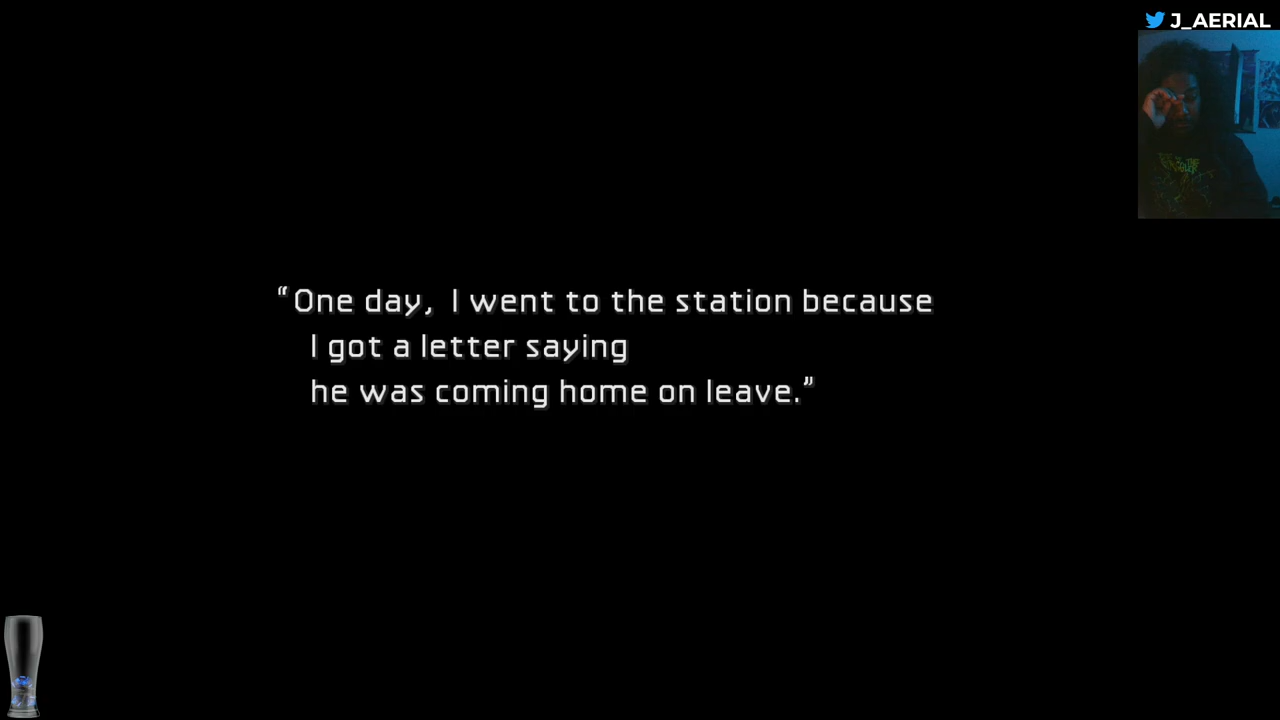 J_AERIAL
“One day, I went to the station because
I got a letter saying
he was coming home on leave.”